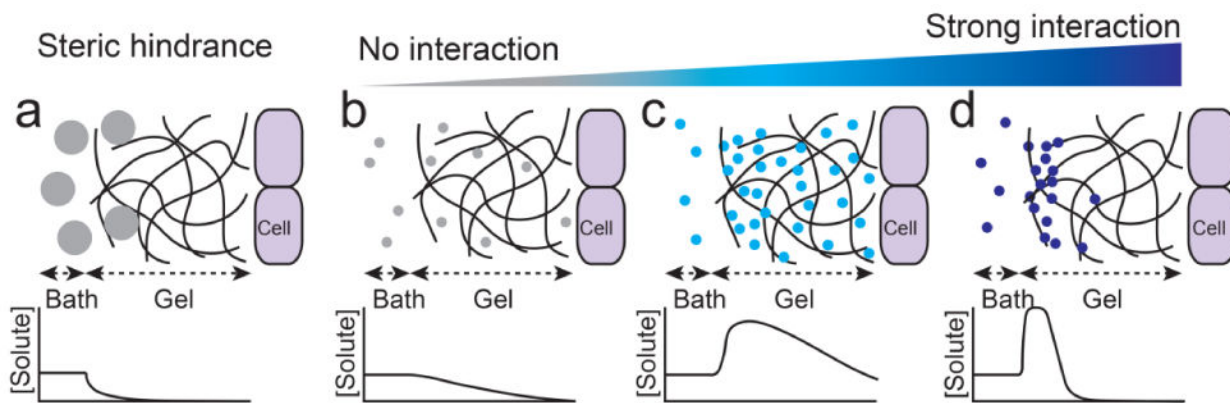 Steric hindrance
No interaction
Strong interaction
a
b
c
d
Cell
Cell
Cell
Cell
Bath Gel
Bath Gel
Bath Gel
Bath Gel
[Solute]
[Solute]
[Solute]
[Solute]